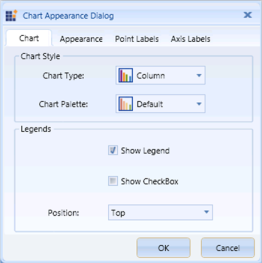 Chart Appearance Dialog
Chart Appearance Point Labels Axis Labels
Chart Style
Chart Type: Column
Chart Palette: Default
Legends
Show Legend
Show CheckBox
Position: Top
OK Cancel